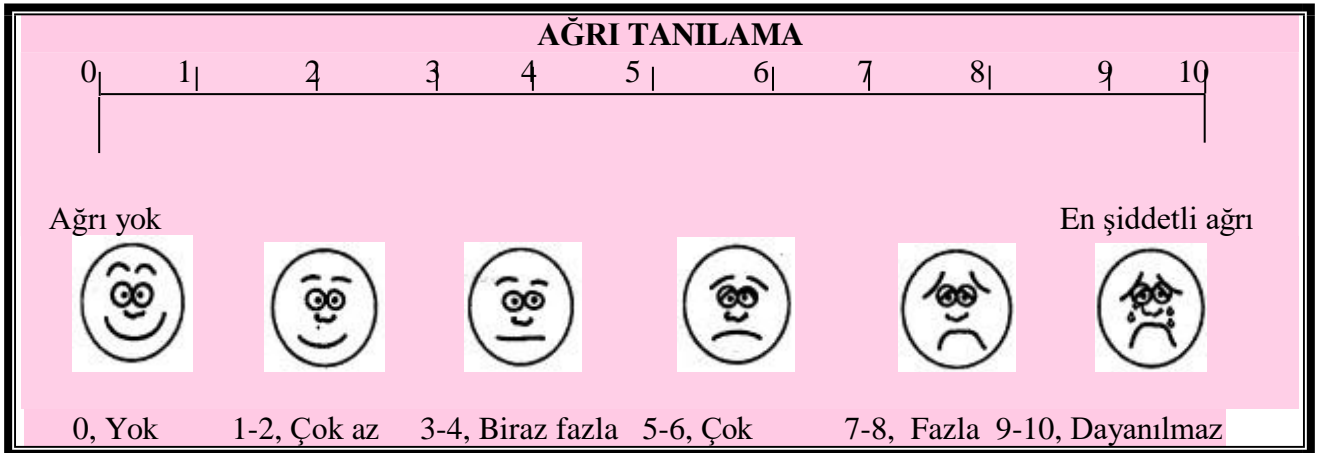 AĞRI TANILAMA
0 1 2 3 4 5 6 7 8 9 10
Ağrı yok En şiddetli ağrı
0, Yok 1-2, Çok az 3-4, Biraz fazla 5-6, Çok 7-8, Fazla 9-10, Dayanılmaz